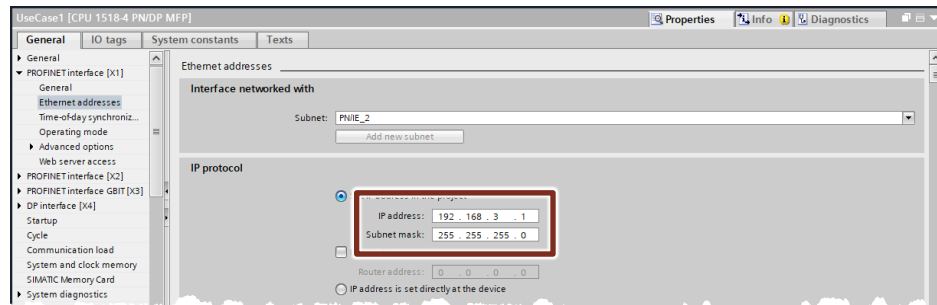 UseCase1 [CPU 1518-4 PN/DP MFP]
Properties Info Diagnostics
General IO tags System constants Texts
General
PROFINET interface [X1]
General
Ethernet addresses
Time-of-day synchroniz...
Operating mode
Advanced options
Web server access
PROFINET interface [X2]
PROFINET interface GBIT [X3]
DP interface [X4]
Startup
Cycle
Communication load
System and clock memory
SIMATIC Memory Card
System diagnostics
Ethernet addresses
Interface networked with
Subnet: PN/IE_2
Add new subnet
IP protocol
in the project
IP address: 192 . 168 . 3 . 1
Subnet mask: 255 . 255 . 255 . 0
Router address: 0 . 0 . 0 . 0
IP address is set directly at the device